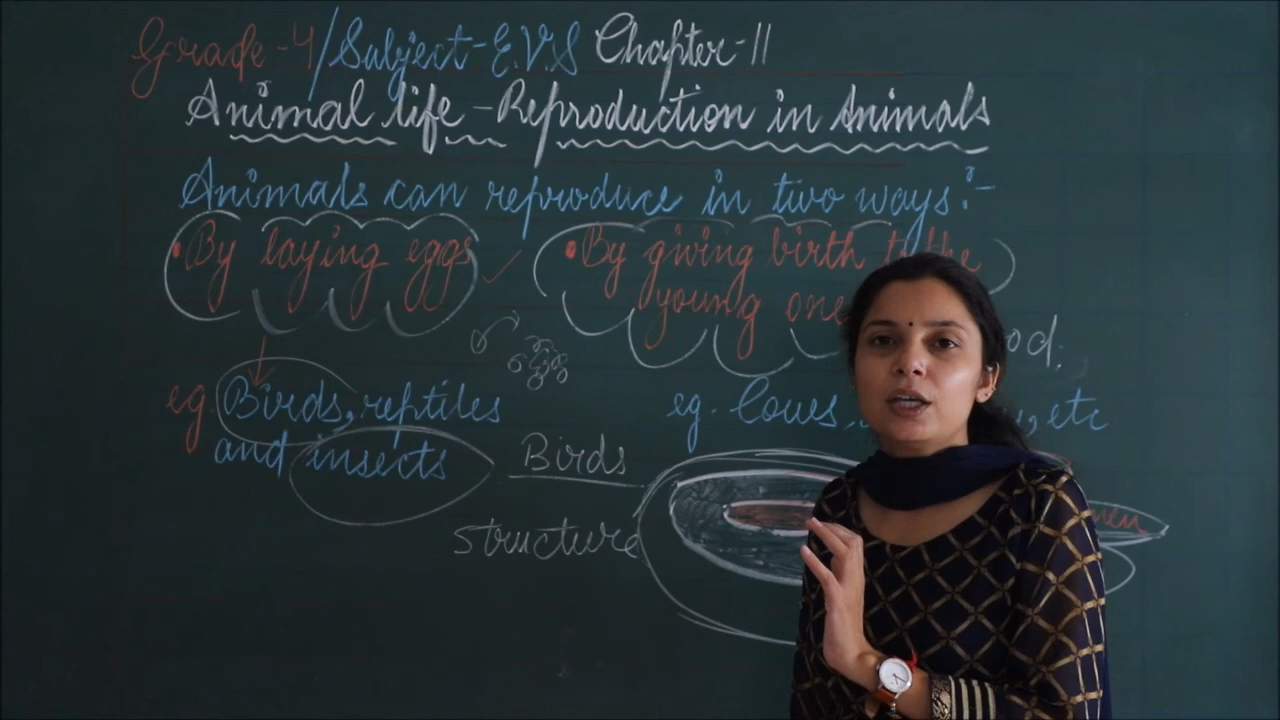 Grade-4/Subject-E.V.S Chapter-11
Animal life-Reproduction in Animals
Animals can reproduce in two ways:-
• By laying eggs ✓ • By giving birth to the
young one
eg. Birds, reptiles
and insects
eg. Cows, , etc
Birds
structure